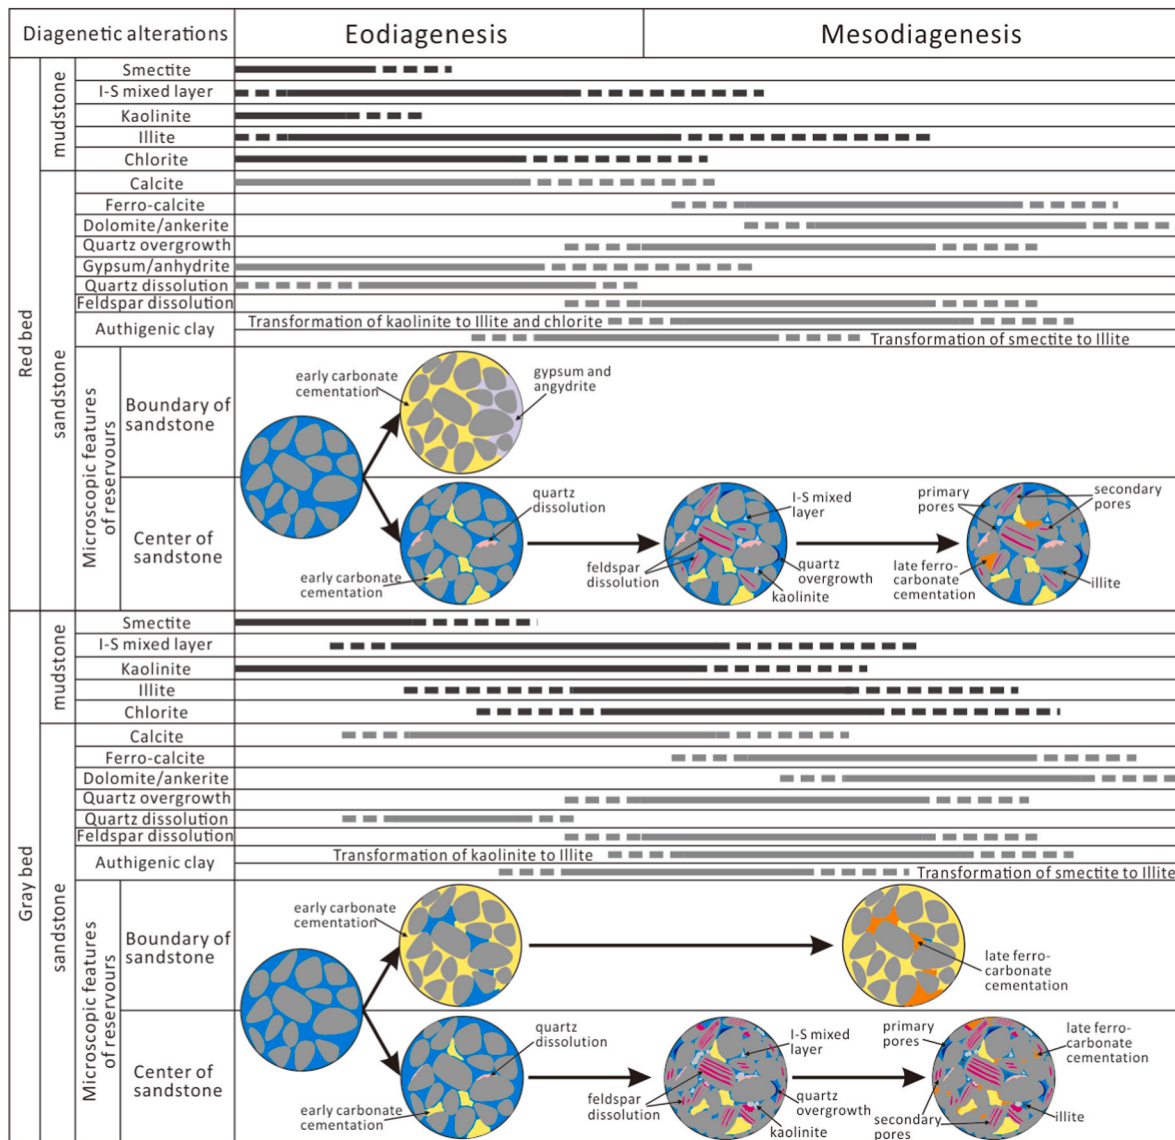 Diagenetic alterations
Eodiagenesis
Mesodiagenesis
Red bed
mudstone
Smectite
I-S mixed layer
Kaolinite
Illite
Chlorite
sandstone
Calcite
Ferro-calcite
Dolomite/ankerite
Quartz overgrowth
Gypsum/anhydrite
Quartz dissolution
Feldspar dissolution
Authigenic clay
Transformation of kaolinite to Illite and chlorite
Transformation of smectite to Illite
Microscopic features
of reservours
Boundary of
sandstone
early carbonate
cementation
gypsum and
angydrite
Center of
sandstone
quartz
dissolution
early carbonate
cementation
I-S mixed
layer
feldspar
dissolution
quartz
overgrowth
kaolinite
primary
pores
secondary
pores
late ferro-
carbonate
cementation
illite
Gray bed
mudstone
Smectite
I-S mixed layer
Kaolinite
Illite
Chlorite
sandstone
Calcite
Ferro-calcite
Dolomite/ankerite
Quartz overgrowth
Quartz dissolution
Feldspar dissolution
Authigenic clay
Transformation of kaolinite to Illite
Transformation of smectite to Illite
Microscopic features
of reservours
Boundary of
sandstone
early carbonate
cementation
late ferro-
carbonate
cementation
Center of
sandstone
quartz
dissolution
early carbonate
cementation
I-S mixed
layer
feldspar
dissolution
quartz
overgrowth
kaolinite
primary
pores
late ferro-
carbonate
cementation
secondary
pores
illite